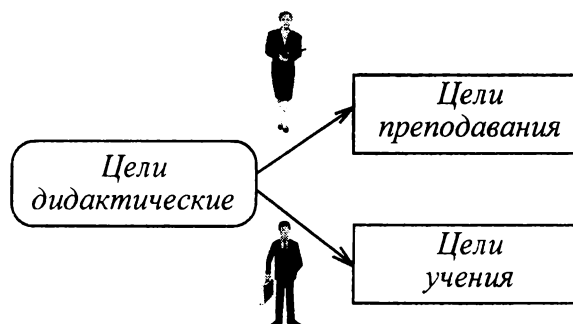 Цели
дидактические
Цели
преподавания
Цели
учения